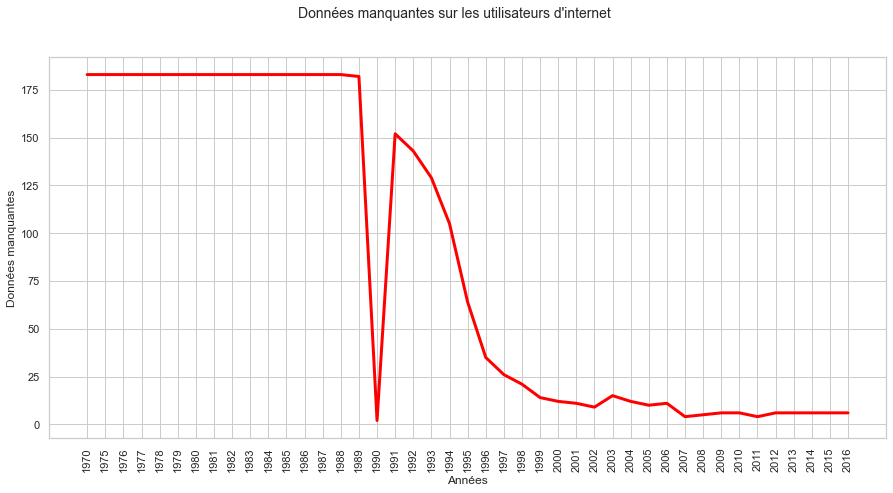 Données manquantes sur les utilisateurs d'internet
Données manquantes
175
150
125
100
75
50
25
0
1970 1975 1976 1977 1978 1979 1980 1981 1982 1983 1984 1985 1986 1987 1988 1989 1990 1991 1992 1993 1994 1995 1996 1997 1998 1999 2000 2001 2002 2003 2004 2005 2006 2007 2008 2009 2010 2011 2012 2013 2014 2015 2016
Années